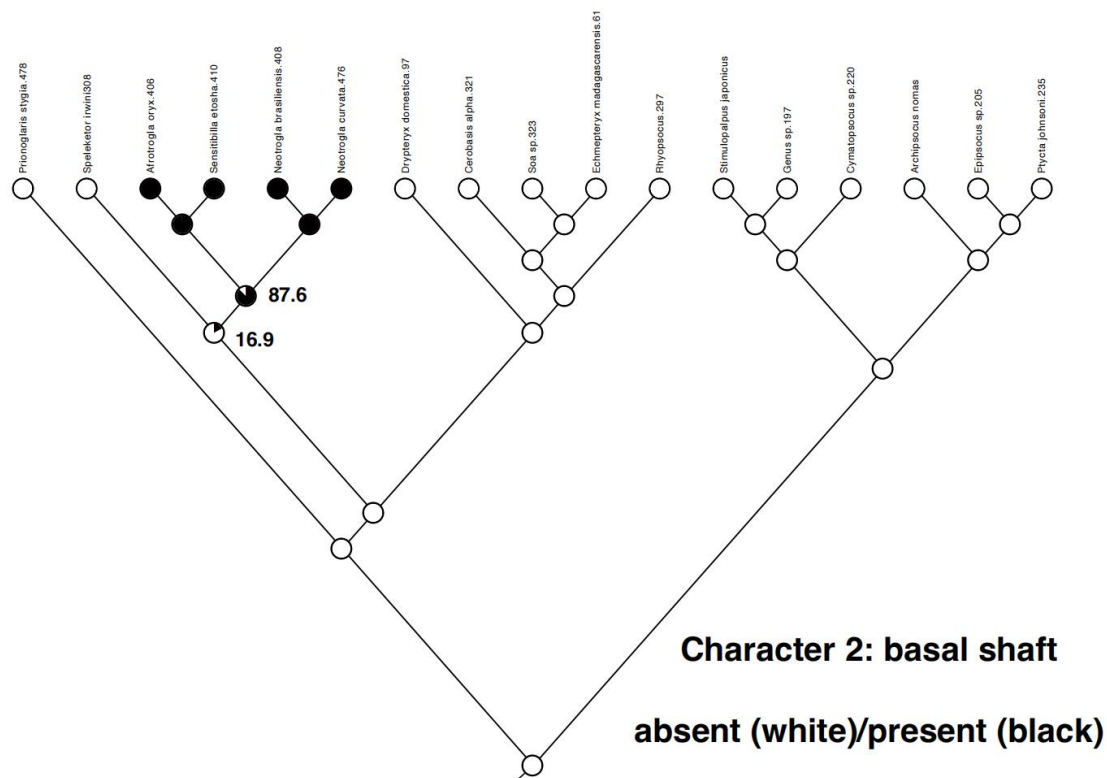 Prionoglaris stygia.478
Speleketor irwini308
Afrotrogla oryx.406
Sensitibilla etosha.410
Neotrogla brasiliensis.408
Neotrogla curvata.476
Drypteryx domestica.97
Cerobasis alpha.321
Soa sp.323
Echmepteryx madagascarensis.61
Rhyopsocus.297
Stimulopalpus japonicus
Genus sp.197
Cymatopsocus sp.220
Archipsocus nomas
Epipsocus sp.205
Ptycta johnsoni.235
87.6
16.9
Character 2: basal shaft
absent (white)/present (black)